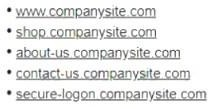 • www.companysite.com
• shop.companysite.com
• about-us.companysite.com
• contact-us.companysite.com
• secure-logon.companysite.com